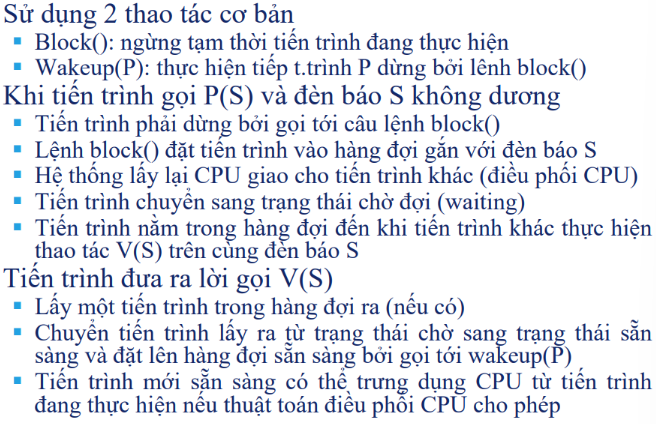 Sử dụng 2 thao tác cơ bản
▪ Block(): ngừng tạm thời tiến trình đang thực hiện
▪ Wakeup(P): thực hiện tiếp t.trình P dừng bởi lênh block()
Khi tiến trình gọi P(S) và đèn báo S không dương
▪ Tiến trình phải dừng bởi gọi tới câu lệnh block()
▪ Lệnh block() đặt tiến trình vào hàng đợi gắn với đèn báo S
▪ Hệ thống lấy lại CPU giao cho tiến trình khác (điều phối CPU)
▪ Tiến trình chuyển sang trạng thái chờ đợi (waiting)
▪ Tiến trình nằm trong hàng đợi đến khi tiến trình khác thực hiện
thao tác V(S) trên cùng đèn báo S
Tiến trình đưa ra lời gọi V(S)
▪ Lấy một tiến trình trong hàng đợi ra (nếu có)
▪ Chuyển tiến trình lấy ra từ trạng thái chờ sang trạng thái sẵn
sàng và đặt lên hàng đợi sẵn sàng bởi gọi tới wakeup(P)
▪ Tiến trình mới sẵn sàng có thể trưng dụng CPU từ tiến trình
đang thực hiện nếu thuật toán điều phối CPU cho phép